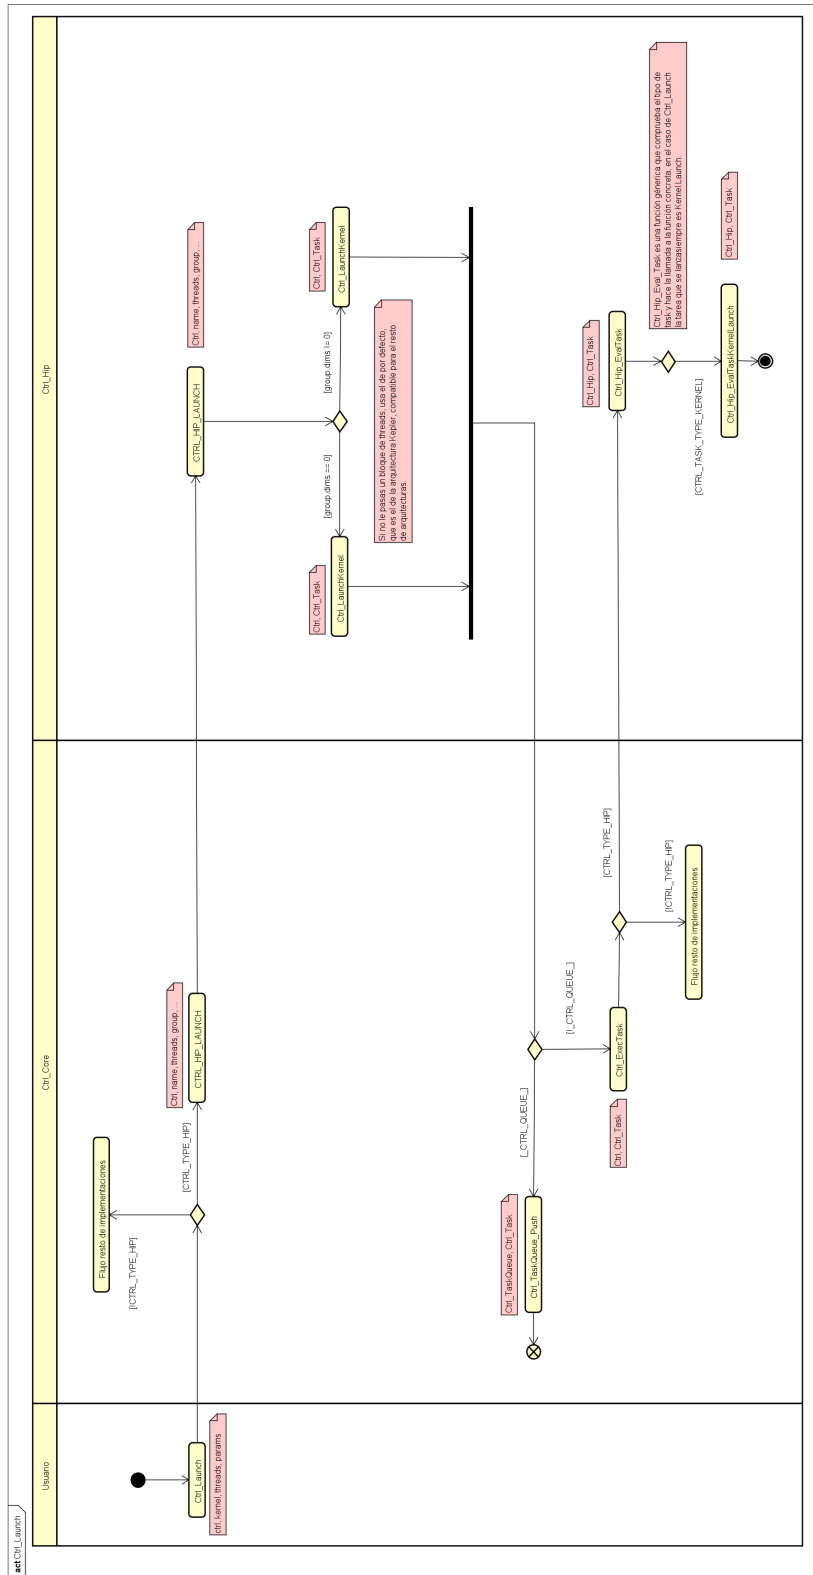 act Ctrl_Launch
Usuario
Ctrl_Core
Ctrl_Hip
Ctrl_Launch
ctrl, kernel, threads, params
[!CTRL_TYPE_HIP]
Flujo resto de implementaciones
[CTRL_TYPE_HIP]
Ctrl, name, threads, group, ...
CTRL_HIP_LAUNCH
CTRL_HIP_LAUNCH
Ctrl, name, threads, group, ...
[group dims == 0]
[group dims != 0]
Ctrl, Ctrl_Task
Ctrl_LaunchKernel
Ctrl, Ctrl_Task
Ctrl_LaunchKernel
Si no le pasas un bloque de threads, usa el de por defecto,
que es el de la arquitectura Kepler, compatible para el resto
de arquitecturas.
[_CTRL_QUEUE_]
Ctrl_TaskQueue, Ctrl_Task
Ctrl_TaskQueue_Push
[!_CTRL_QUEUE_]
Ctrl_ExecTask
Ctrl, Ctrl_Task
[CTRL_TYPE_HIP]
[!CTRL_TYPE_HIP]
Flujo resto de implementaciones
Ctrl_Hip, Ctrl_Task
Ctrl_Hip_EvalTask
Ctrl_Hip_Eval_Task es una función génerica que comprueba el tipo de
task y hace la llamada a la función concreta, en el caso de Ctrl_Launch
la tarea que se lanzasiempre es Kernel Launch.
[CTRL_TASK_TYPE_KERNEL]
Ctrl_Hip_EvalTaskKernelLaunch
Ctrl_Hip, Ctrl_Task